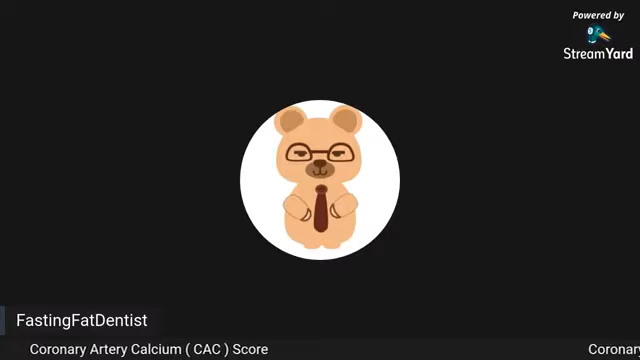 Powered by
StreamYard
FastingFatDentist
Coronary Artery Calcium ( CAC ) Score
Coronary